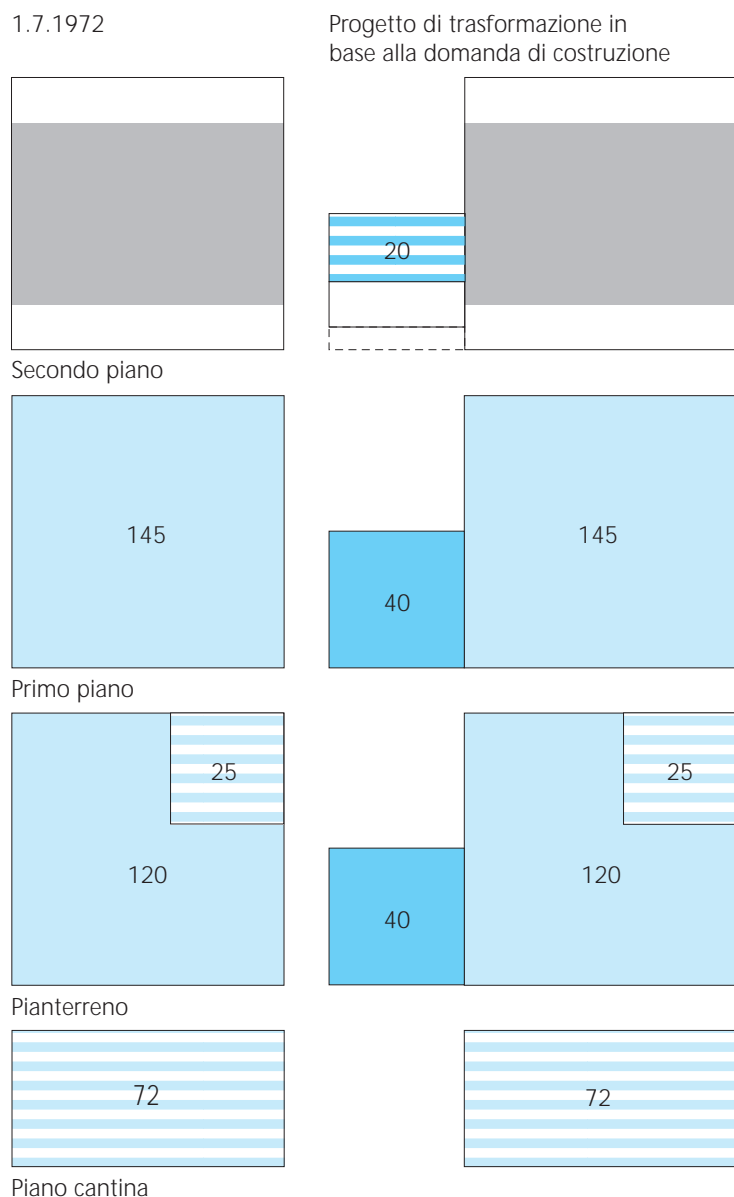 1.7.1972
Progetto di trasformazione in
base alla domanda di costruzione
20
Secondo piano
145
145
40
Primo piano
25
25
120
120
40
Pianterreno
72
72
Piano cantina